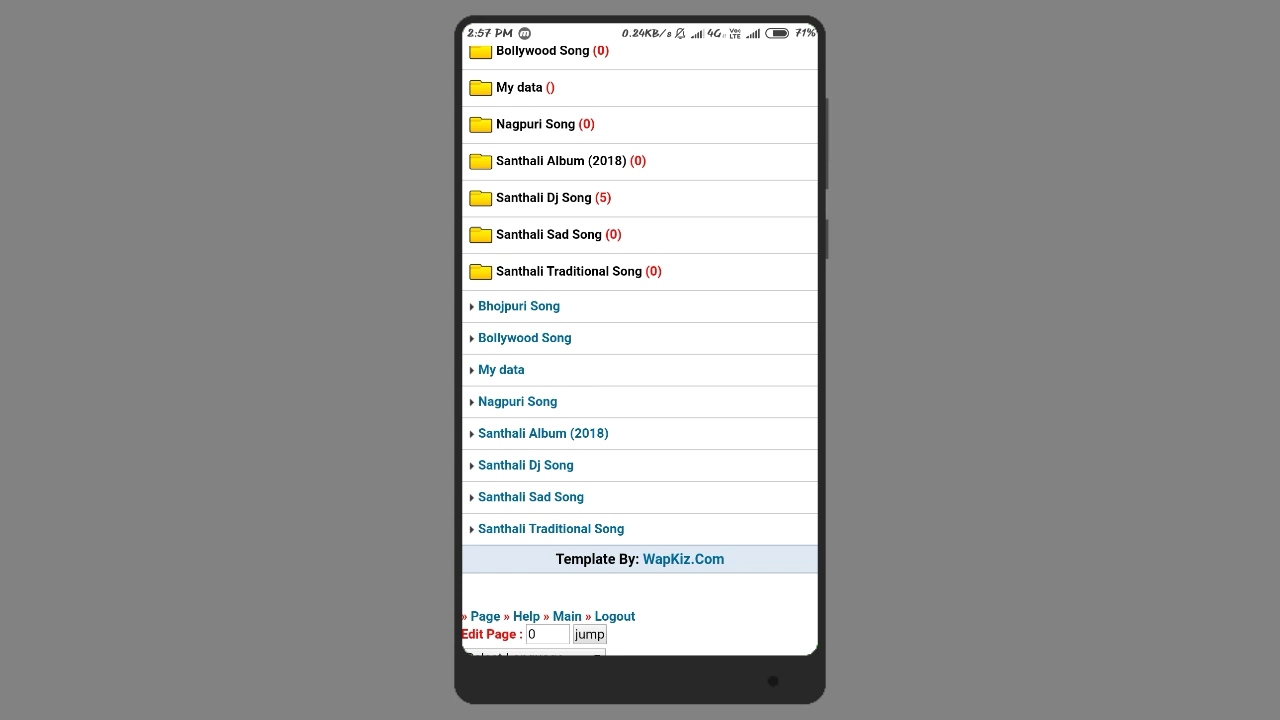 2:57 PM 0.24KB/s 4G Vo LTE 71%
Bollywood Song (0)
My data ()
Nagpuri Song (0)
Santhali Album (2018) (0)
Santhali Dj Song (5)
Santhali Sad Song (0)
Santhali Traditional Song (0)
Bhojpuri Song
Bollywood Song
My data
Nagpuri Song
Santhali Album (2018)
Santhali Dj Song
Santhali Sad Song
Santhali Traditional Song
Template By: WapKiz.Com
» Page » Help » Main » Logout
Edit Page : 0 jump